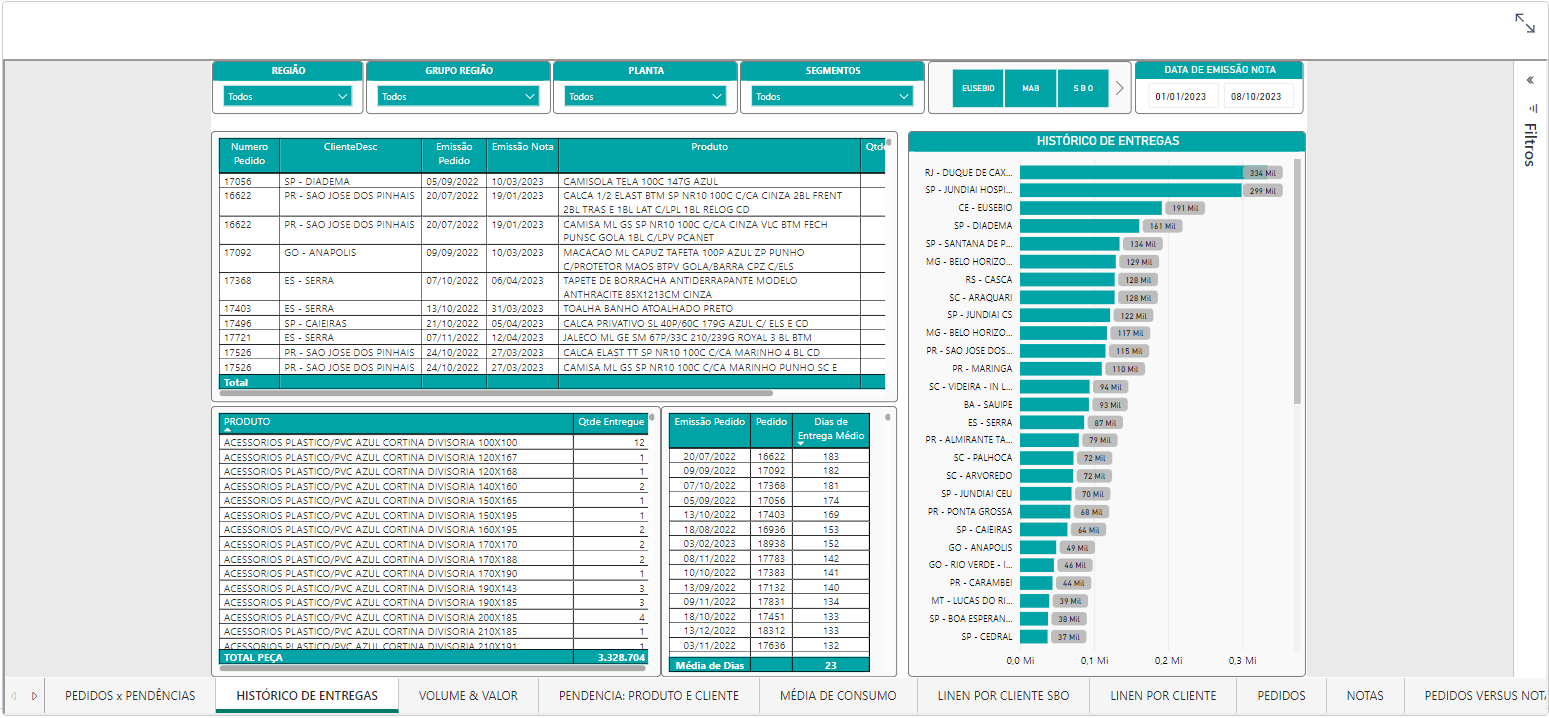 REGIÃO
Todos
GRUPO REGIÃO
Todos
PLANTA
Todos
SEGMENTOS
Todos
EUSEBIO MAB S B O
DATA DE EMISSÃO NOTA
01/01/2023 08/10/2023
Filtros
Numero Pedido ClienteDesc Emissão Pedido Emissão Nota Produto
17056 SP - DIADEMA 05/09/2022 10/03/2023 CAMISOLA TELA 100C 147G AZUL
16622 PR - SAO JOSE DOS PINHAIS 20/07/2022 19/01/2023 CALCA 1/2 ELAST BTM SP NR10 100C C/CA CINZA 2BL FRENT
2BL TRAS E 1BL LAT C/LPL 1BL RELOG CD
16622 PR - SAO JOSE DOS PINHAIS 20/07/2022 19/01/2023 CAMISA ML GS SP NR10 100C C/CA CINZA VLC BTM FECH
PUNSC GOLA 1BL C/LPV PCANET
17092 GO - ANAPOLIS 09/09/2022 10/03/2023 MACACAO ML CAPUZ TAFETA 100P AZUL ZP PUNHO
C/PROTETOR MAOS BTPV GOLA/BARRA CPZ C/ELS
17368 ES - SERRA 07/10/2022 06/04/2023 TAPETE DE BORRACHA ANTIDERRAPANTE MODELO
ANTHRACITE 85X1213CM CINZA
17403 ES - SERRA 13/10/2022 31/03/2023 TOALHA BANHO ATOALHADO PRETO
17496 SP - CAIEIRAS 21/10/2022 05/04/2023 CALCA PRIVATIVO SL 40P/60C 179G AZUL C/ ELS E CD
17721 ES - SERRA 07/11/2022 12/04/2023 JALECO ML GE SM 67P/33C 210/239G ROYAL 3 BL BTM
17526 PR - SAO JOSE DOS PINHAIS 24/10/2022 27/03/2023 CALCA ELAST TT SP NR10 100C C/CA MARINHO 4 BL CD
17526 PR - SAO JOSE DOS PINHAIS 24/10/2022 27/03/2023 CAMISA ML GS SP NR10 100C C/CA MARINHO PUNHO SC E
Total
PRODUTO Qtde Entregue
ACESSORIOS PLASTICO/PVC AZUL CORTINA DIVISORIA 100X100 12
ACESSORIOS PLASTICO/PVC AZUL CORTINA DIVISORIA 120X167 1
ACESSORIOS PLASTICO/PVC AZUL CORTINA DIVISORIA 120X168 1
ACESSORIOS PLASTICO/PVC AZUL CORTINA DIVISORIA 140X160 2
ACESSORIOS PLASTICO/PVC AZUL CORTINA DIVISORIA 150X165 1
ACESSORIOS PLASTICO/PVC AZUL CORTINA DIVISORIA 150X195 1
ACESSORIOS PLASTICO/PVC AZUL CORTINA DIVISORIA 160X195 2
ACESSORIOS PLASTICO/PVC AZUL CORTINA DIVISORIA 170X170 2
ACESSORIOS PLASTICO/PVC AZUL CORTINA DIVISORIA 170X188 2
ACESSORIOS PLASTICO/PVC AZUL CORTINA DIVISORIA 170X190 1
ACESSORIOS PLASTICO/PVC AZUL CORTINA DIVISORIA 190X143 3
ACESSORIOS PLASTICO/PVC AZUL CORTINA DIVISORIA 190X185 3
ACESSORIOS PLASTICO/PVC AZUL CORTINA DIVISORIA 200X185 4
ACESSORIOS PLASTICO/PVC AZUL CORTINA DIVISORIA 210X185 1
ACESSORIOS PLASTICO/PVC AZUL CORTINA DIVISORIA 210X191 1
TOTAL PEÇA 3.328.704
Emissão Pedido Pedido Dias de Entrega Médio
20/07/2022 16622 183
09/09/2022 17092 182
07/10/2022 17368 181
05/09/2022 17056 174
13/10/2022 17403 169
18/08/2022 16936 153
03/02/2023 18938 152
08/11/2022 17783 142
10/10/2022 17383 141
13/09/2022 17132 140
09/11/2022 17831 134
18/10/2022 17451 133
13/12/2022 18312 133
03/11/2022 17636 132
Média de Dias 23
HISTÓRICO DE ENTREGAS
RJ - DUQUE DE CAX... 334 Mil
SP - JUNDIAI HOSPI... 299 Mil
CE - EUSEBIO 191 Mil
SP - DIADEMA 161 Mil
SP - SANTANA DE P... 134 Mil
MG - BELO HORIZO... 129 Mil
RS - CASCA 128 Mil
SC - ARAQUARI 128 Mil
SP - JUNDIAI CS 122 Mil
MG - BELO HORIZO... 117 Mil
PR - SAO JOSE DOS... 115 Mil
PR - MARINGA 110 Mil
SC - VIDEIRA - IN L... 94 Mil
BA - SAUIPE 93 Mil
ES - SERRA 87 Mil
PR - ALMIRANTE TA... 79 Mil
SC - PALHOCA 72 Mil
SC - ARVOREDO 72 Mil
SP - JUNDIAI CEU 70 Mil
PR - PONTA GROSSA 68 Mil
SP - CAIEIRAS 64 Mil
GO - ANAPOLIS 49 Mil
GO - RIO VERDE - I... 46 Mil
PR - CARAMBEI 44 Mil
MT - LUCAS DO RI... 39 Mil
SP - BOA ESPERAN... 38 Mil
SP - CEDRAL 37 Mil
0,0 Mi 0,1 Mi 0,2 Mi 0,3 Mi
PEDIDOS x PENDÊNCIAS HISTÓRICO DE ENTREGAS VOLUME & VALOR PENDENCIA: PRODUTO E CLIENTE MÉDIA DE CONSUMO LINEN POR CLIENTE SBO LINEN POR CLIENTE PEDIDOS NOTAS PEDIDOS VERSUS